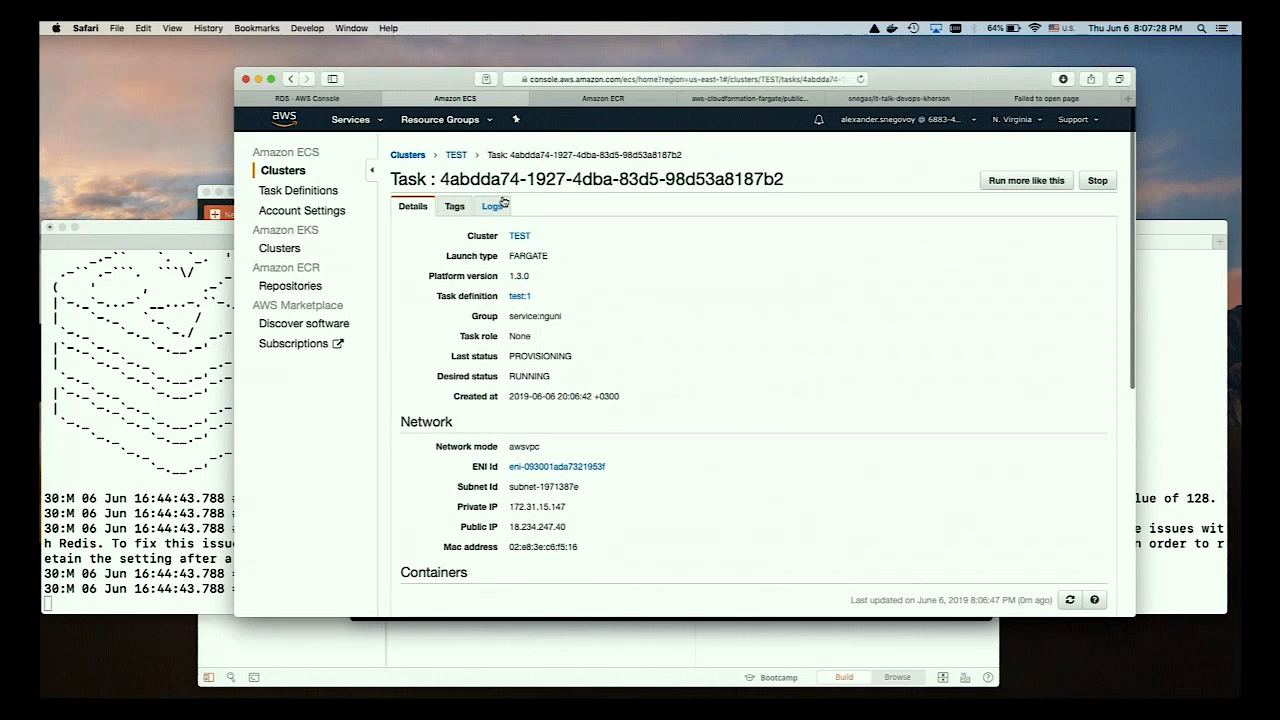 Safari File Edit View History Bookmarks Develop Window Help
64% U.S. Thu Jun 6 8:07:28 PM
console.aws.amazon.com/ecs/home?region=us-east-1#/clusters/TEST/tasks/4abdda74-1
RDS · AWS Console Amazon ECS Amazon ECR aws-cloudformation-fargate/public... snegas/it-talk-devops-kherson Failed to open page
aws Services Resource Groups alexander.snegovoy @ 6883-4... N. Virginia Support
Amazon ECS
Clusters
Task Definitions
Account Settings
Amazon EKS
Clusters
Amazon ECR
Repositories
AWS Marketplace
Discover software
Subscriptions
Clusters > TEST > Task: 4abdda74-1927-4dba-83d5-98d53a8187b2
Task : 4abdda74-1927-4dba-83d5-98d53a8187b2
Run more like this Stop
Details Tags Logs
Cluster TEST
Launch type FARGATE
Platform version 1.3.0
Task definition test:1
Group service:nguni
Task role None
Last status PROVISIONING
Desired status RUNNING
Created at 2019-06-06 20:06:42 +0300
Network
Network mode awsvpc
ENI Id eni-093001ada7321953f
Subnet Id subnet-1971387e
Private IP 172.31.15.147
Public IP 18.234.247.40
Mac address 02:e8:3e:c6:f5:16
Containers
Last updated on June 6, 2019 8:06:47 PM (0m ago)
30:M 06 Jun 16:44:43.788 lue of 128.
30:M 06 Jun 16:44:43.788
30:M 06 Jun 16:44:43.788 e issues wit
h Redis. To fix this issu n order to r
etain the setting after a
30:M 06 Jun 16:44:43.788
30:M 06 Jun 16:44:43.788
Bootcamp Build Browse